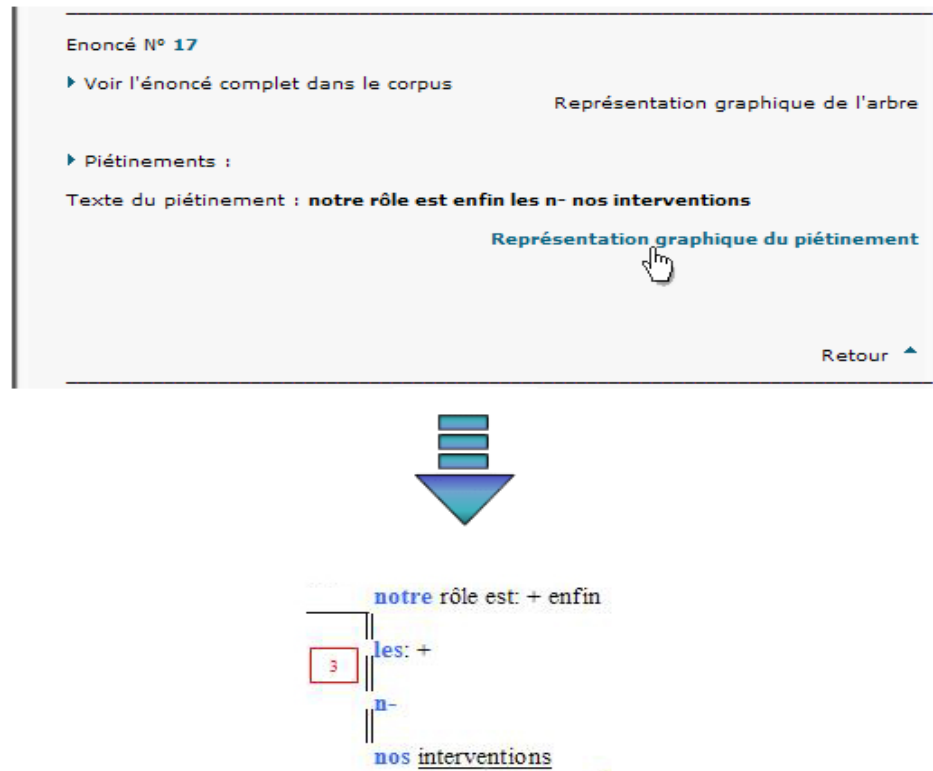 Enoncé N° 17
Voir l'énoncé complet dans le corpus
Représentation graphique de l'arbre
Piétinements :
Texte du piétinement : notre rôle est enfin les n- nos interventions
Représentation graphique du piétinement
Retour
notre rôle est: + enfin
les: +
3
n-
nos interventions